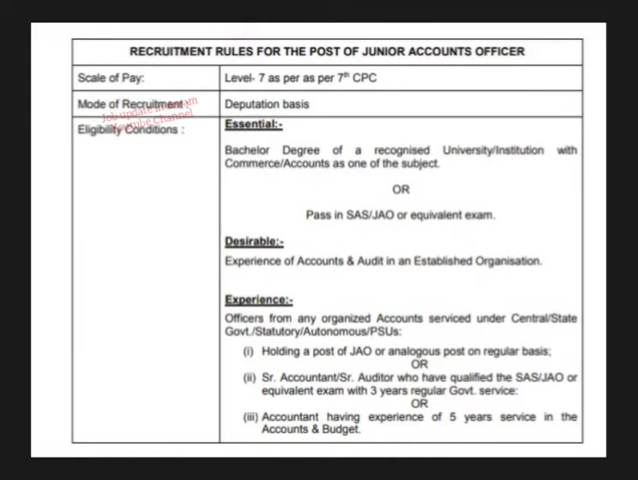 RECRUITMENT RULES FOR THE POST OF JUNIOR ACCOUNTS OFFICER
Scale of Pay:
Level- 7 as per as per 7th CPC
Mode of Recruitment :
Deputation basis
Eligibility Conditions :
Job update
Youtube Channel
Essential:-
Bachelor Degree of a recognised University/Institution with
Commerce/Accounts as one of the subject.
OR
Pass in SAS/JAO or equivalent exam.
Desirable:-
Experience of Accounts & Audit in an Established Organisation.
Experience:-
Officers from any organized Accounts serviced under Central/State
Govt./Statutory/Autonomous/PSUs:
(i) Holding a post of JAO or analogous post on regular basis;
OR
(ii) Sr. Accountant/Sr. Auditor who have qualified the SAS/JAO or
equivalent exam with 3 years regular Govt. service:
OR
(iii) Accountant having experience of 5 years service in the
Accounts & Budget.